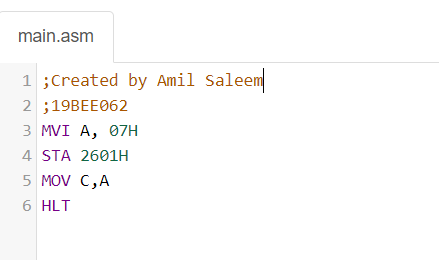 main.asm
1 ;Created by Amil Saleem
2 ;19BEE062
3 MVI A, 07H
4 STA 2601H
5 MOV C,A
6 HLT